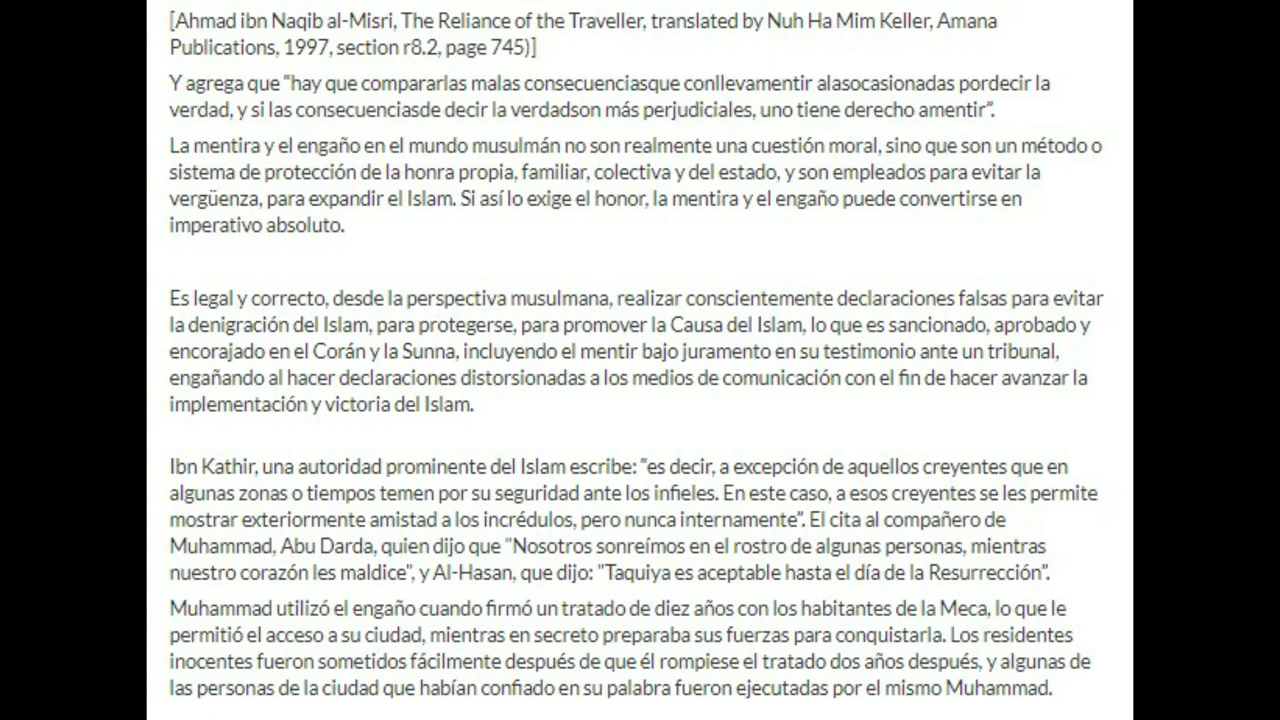 [Ahmad ibn Naqib al-Misri, The Reliance of the Traveller, translated by Nuh Ha Mim Keller, Amana
Publications, 1997, section r8.2, page 745)]
Y agrega que “hay que compararlas malas consecuenciasque conllevamentir alasocasionadas pordecir la
verdad, y si las consecuenciasde decir la verdadson más perjudiciales, uno tiene derecho amentir”.
La mentira y el engaño en el mundo musulmán no son realmente una cuestión moral, sino que son un método o
sistema de protección de la honra propia, familiar, colectiva y del estado, y son empleados para evitar la
vergüenza, para expandir el Islam. Si así lo exige el honor, la mentira y el engaño puede convertirse en
imperativo absoluto.
Es legal y correcto, desde la perspectiva musulmana, realizar conscientemente declaraciones falsas para evitar
la denigración del Islam, para protegerse, para promover la Causa del Islam, lo que es sancionado, aprobado y
encorajado en el Corán y la Sunna, incluyendo el mentir bajo juramento en su testimonio ante un tribunal,
engañando al hacer declaraciones distorsionadas a los medios de comunicación con el fin de hacer avanzar la
implementación y victoria del Islam.
Ibn Kathir, una autoridad prominente del Islam escribe: “es decir, a excepción de aquellos creyentes que en
algunas zonas o tiempos temen por su seguridad ante los infieles. En este caso, a esos creyentes se les permite
mostrar exteriormente amistad a los incrédulos, pero nunca internamente”. El cita al compañero de
Muhammad, Abu Darda, quien dijo que "Nosotros sonreímos en el rostro de algunas personas, mientras
nuestro corazón les maldice", y Al-Hasan, que dijo: "Taquiya es aceptable hasta el día de la Resurrección”.
Muhammad utilizó el engaño cuando firmó un tratado de diez años con los habitantes de la Meca, lo que le
permitió el acceso a su ciudad, mientras en secreto preparaba sus fuerzas para conquistarla. Los residentes
inocentes fueron sometidos fácilmente después de que él rompiese el tratado dos años después, y algunas de
las personas de la ciudad que habían confiado en su palabra fueron ejecutadas por el mismo Muhammad.